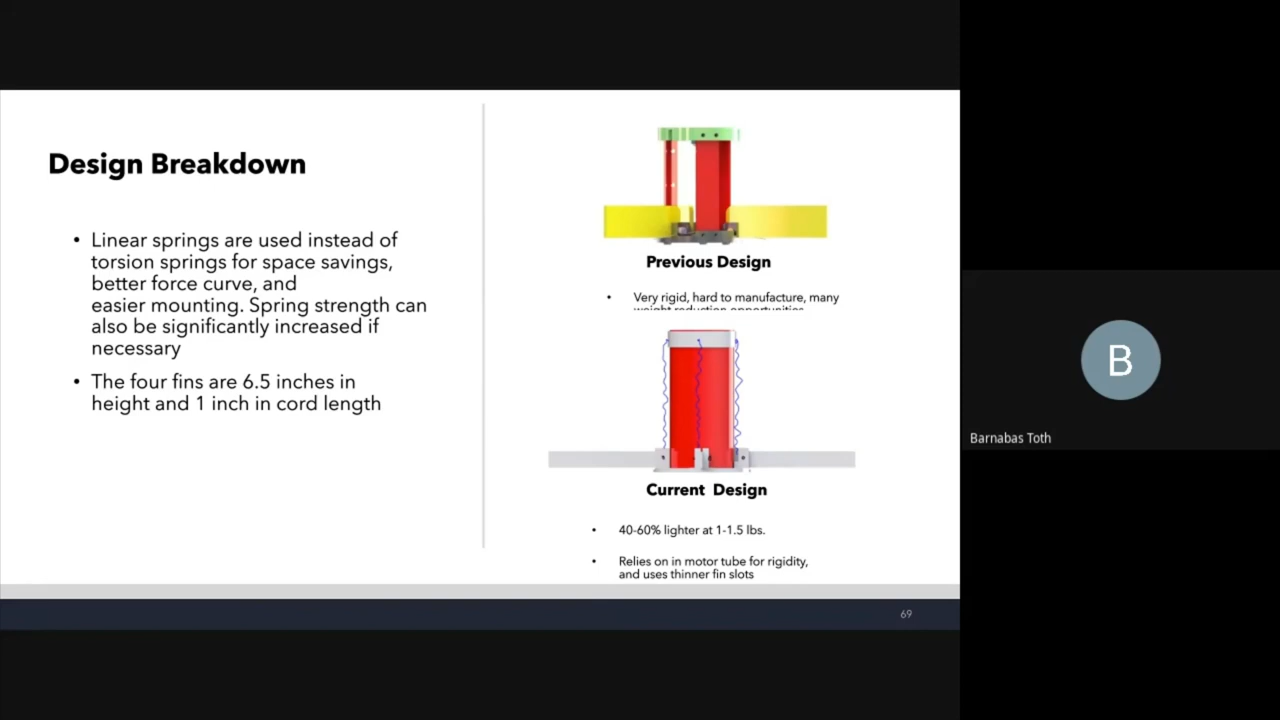 Design Breakdown
• Linear springs are used instead of
torsion springs for space savings,
better force curve, and
easier mounting. Spring strength can
also be significantly increased if
necessary
• The four fins are 6.5 inches in
height and 1 inch in cord length
Previous Design
• Very rigid, hard to manufacture, many
weight reduction opportunities
Current Design
• 40-60% lighter at 1-1.5 lbs.
• Relies on in motor tube for rigidity,
and uses thinner fin slots
69
B
Barnabas Toth